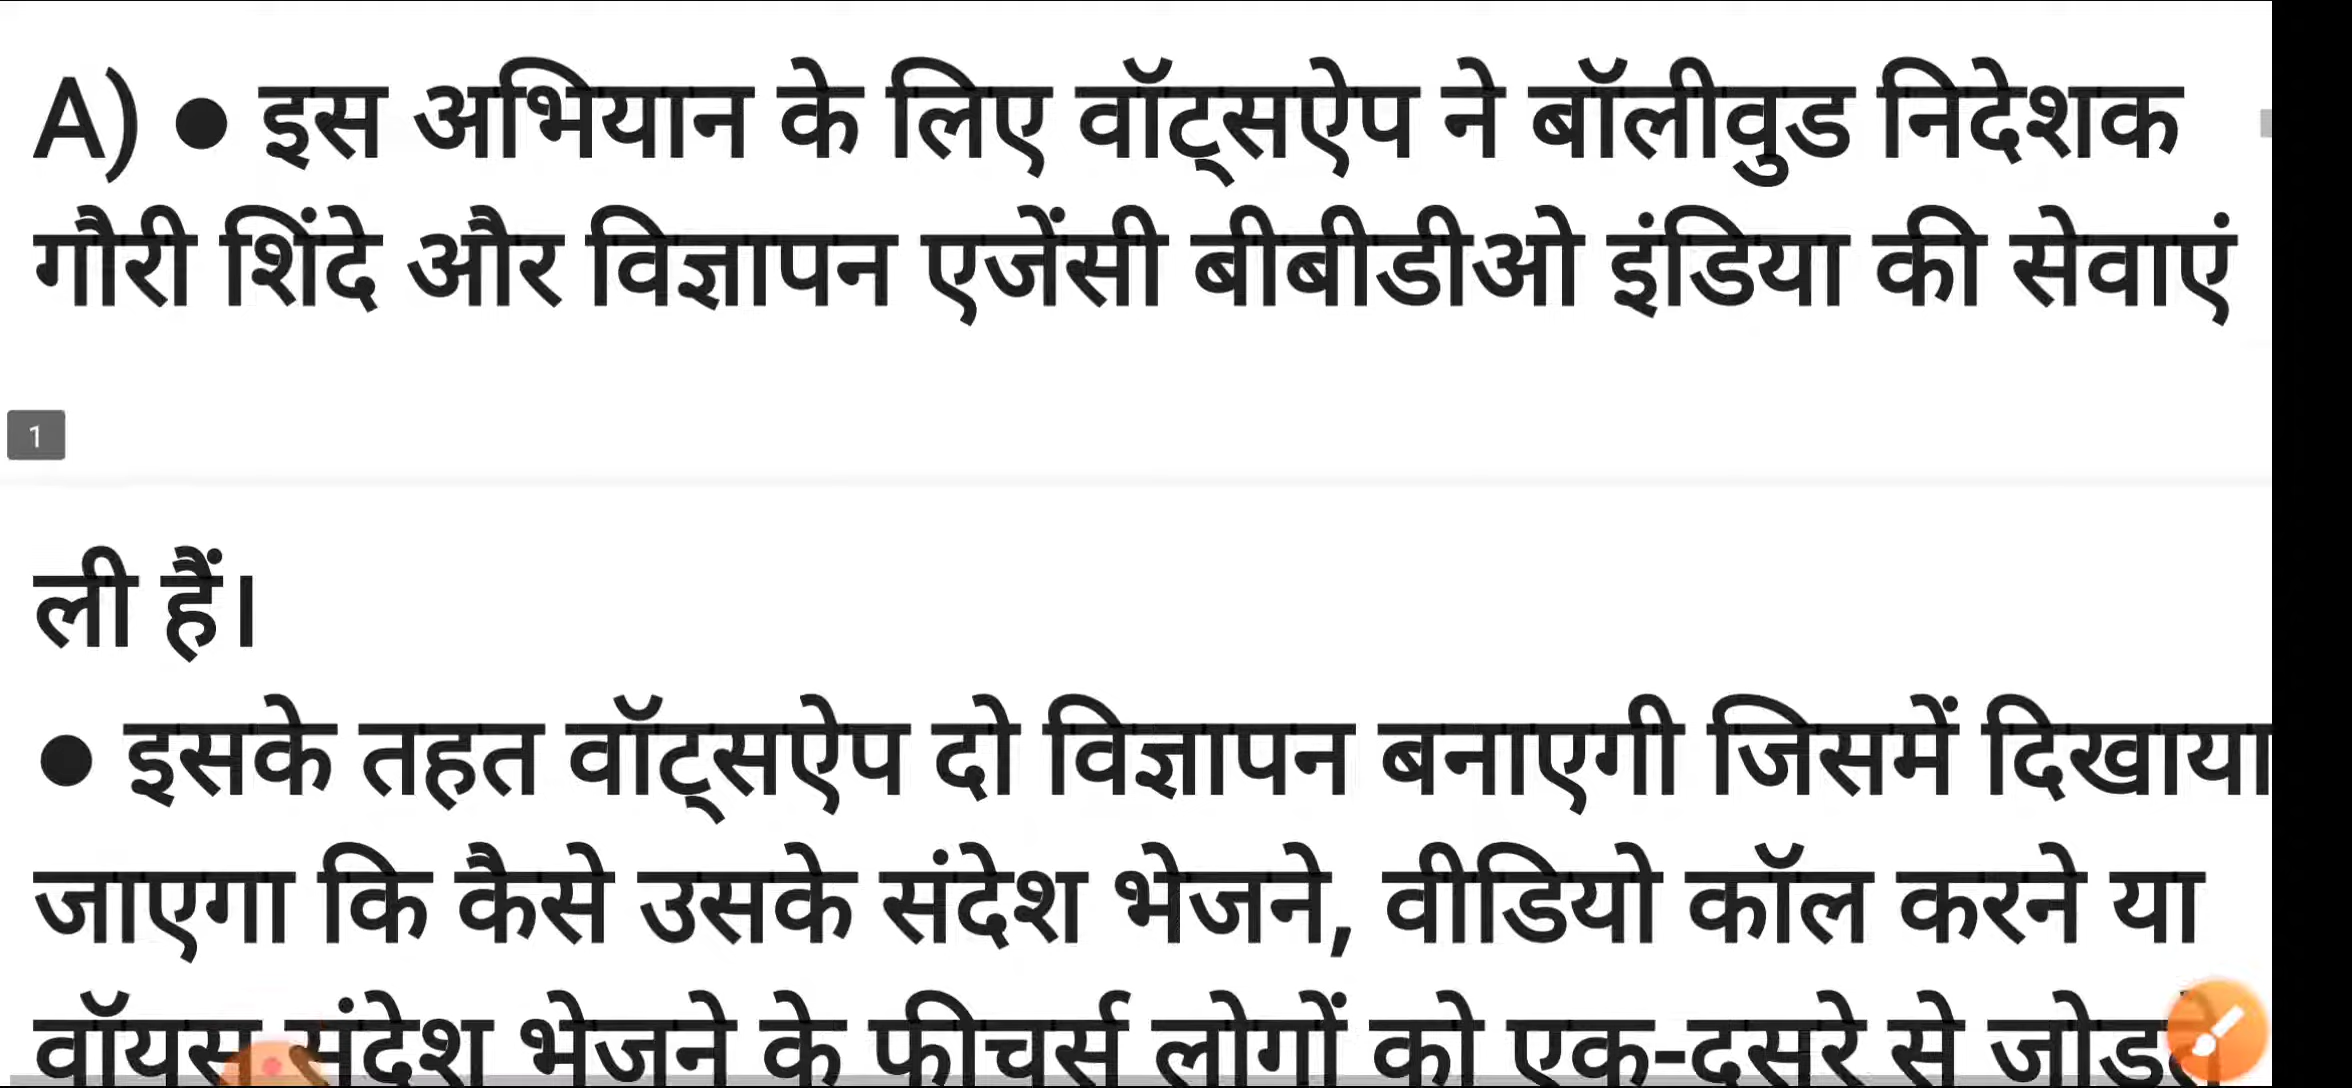 A) ● इस अभियान के लिए वॉट्सऐप ने बॉलीवुड निदेशक
गौरी शिंदे और विज्ञापन एजेंसी बीबीडीओ इंडिया की सेवाएं
1
ली हैं।
● इसके तहत वॉट्सऐप दो विज्ञापन बनाएगी जिसमें दिखाया
जाएगा कि कैसे उसके संदेश भेजने, वीडियो कॉल करने या
वॉयस संदेश भेजने के फीचर्स लोगों को एक-दूसरे से